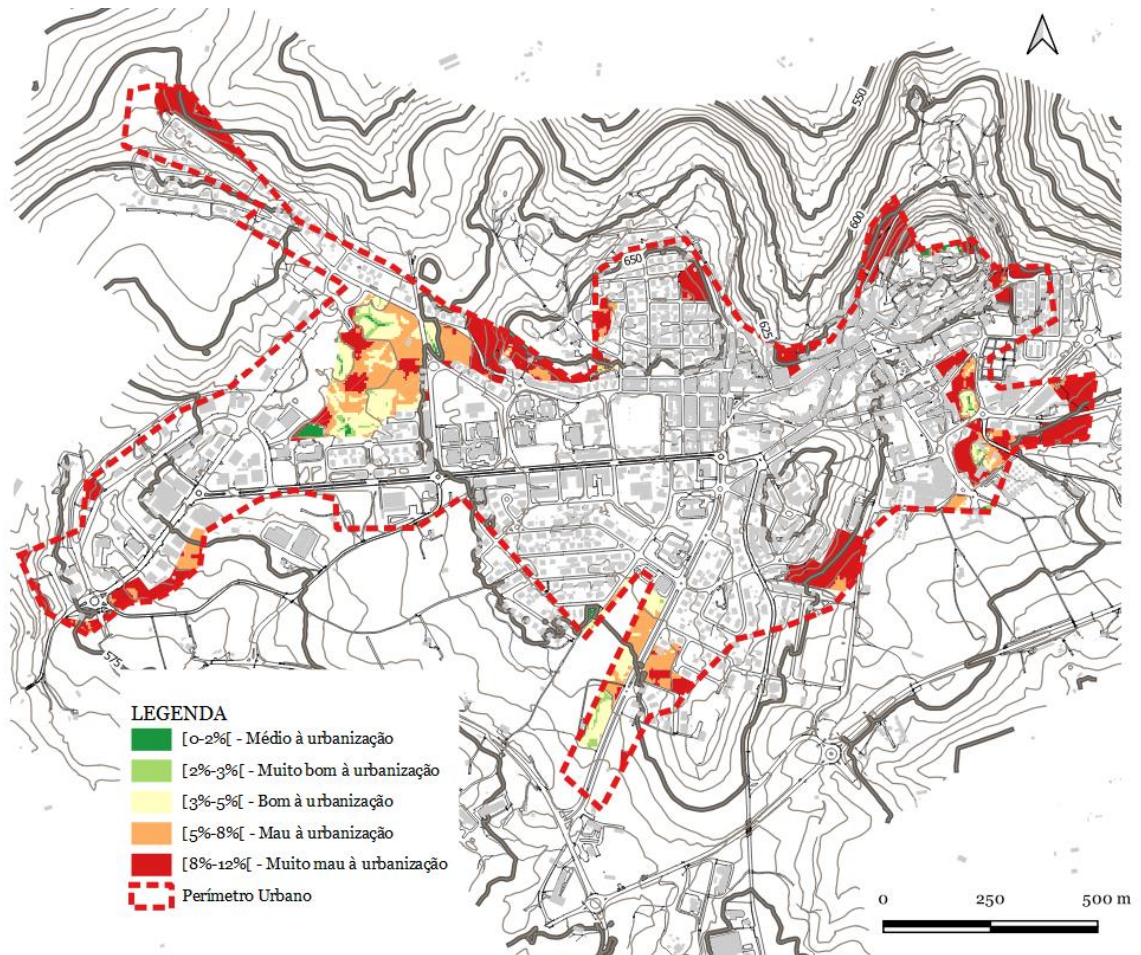 550
600
650
625
575
LEGENDA
[0-2%[ - Médio à urbanização
[2%-3%[ - Muito bom à urbanização
[3%-5%[ - Bom à urbanização
[5%-8%[ - Mau à urbanização
[8%-12%[ - Muito mau à urbanização
Perímetro Urbano
0 250 500 m